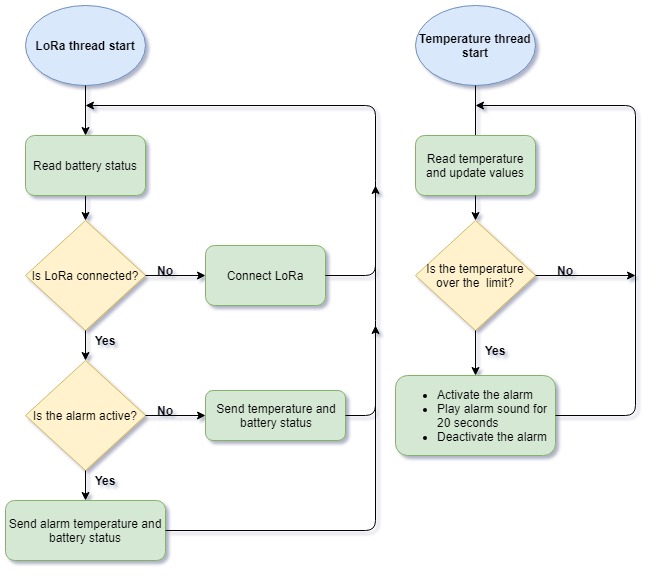 LoRa thread start
Read battery status
Is LoRa connected?
No
Connect LoRa
Yes
Is the alarm active?
No
Send temperature and
battery status
Yes
Send alarm temperature and
battery status
Temperature thread
start
Read temperature
and update values
Is the temperature
over the limit?
No
Yes
• Activate the alarm
• Play alarm sound for
20 seconds
• Deactivate the alarm